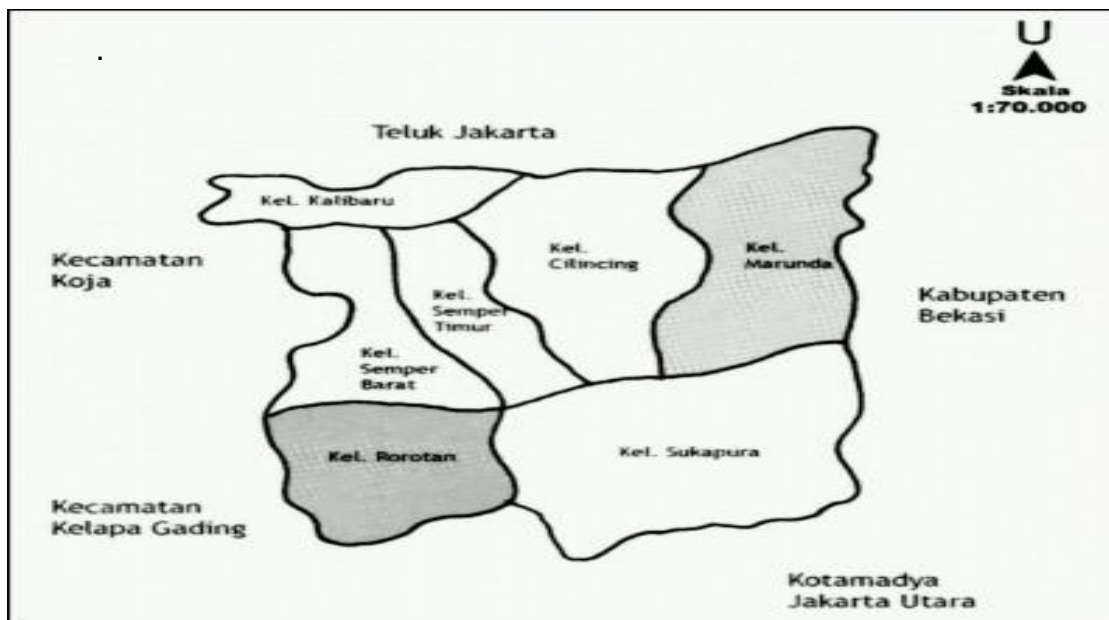 U
Skala
1:70.000
Teluk Jakarta
Kel. Kalibaru
Kecamatan
Koja
Kel.
Cilincing
Kel.
Marunda
Kel.
Semper
Timur
Kabupaten
Bekasi
Kel.
Semper
Barat
Kel. Rorotan
Kel. Sukapura
Kecamatan
Kelapa Gading
Kotamadya
Jakarta Utara